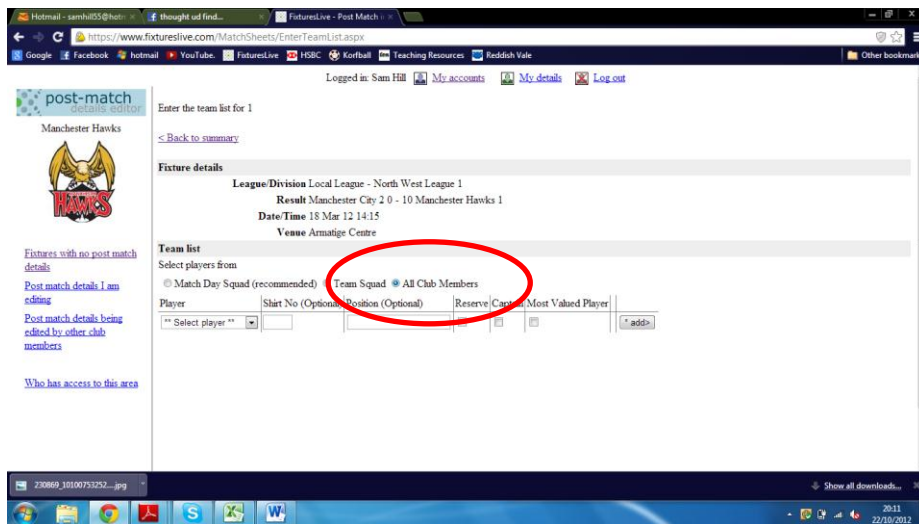 Hotmail - samhill55@hotm
thought ud find...
FixturesLive - Post Match
https://www.fixtureslive.com/MatchSheets/EnterTeamList.aspx
Google Facebook hotmail YouTube. FixturesLive HSBC Korfball Teaching Resources Reddish Vale Other bookmark
Logged in: Sam Hill My accounts My details Log out
post-match
details editor
Manchester Hawks
HAWKS
Fixtures with no post match
details
Post match details I am
editing
Post match details being
edited by other club
members
Who has access to this area
Enter the team list for 1
< Back to summary
Fixture details
League/Division Local League - North West League 1
Result Manchester City 2 0 - 10 Manchester Hawks 1
Date/Time 18 Mar 12 14:15
Venue Armatige Centre
Team list
Select players from
Match Day Squad (recommended) Team Squad All Club Members
Player Shirt No (Optional) Position (Optional) Reserve Captain Most Valued Player
** Select player ** * add>
230869_10100753252....jpg
Show all downloads...
20:11
22/10/2012